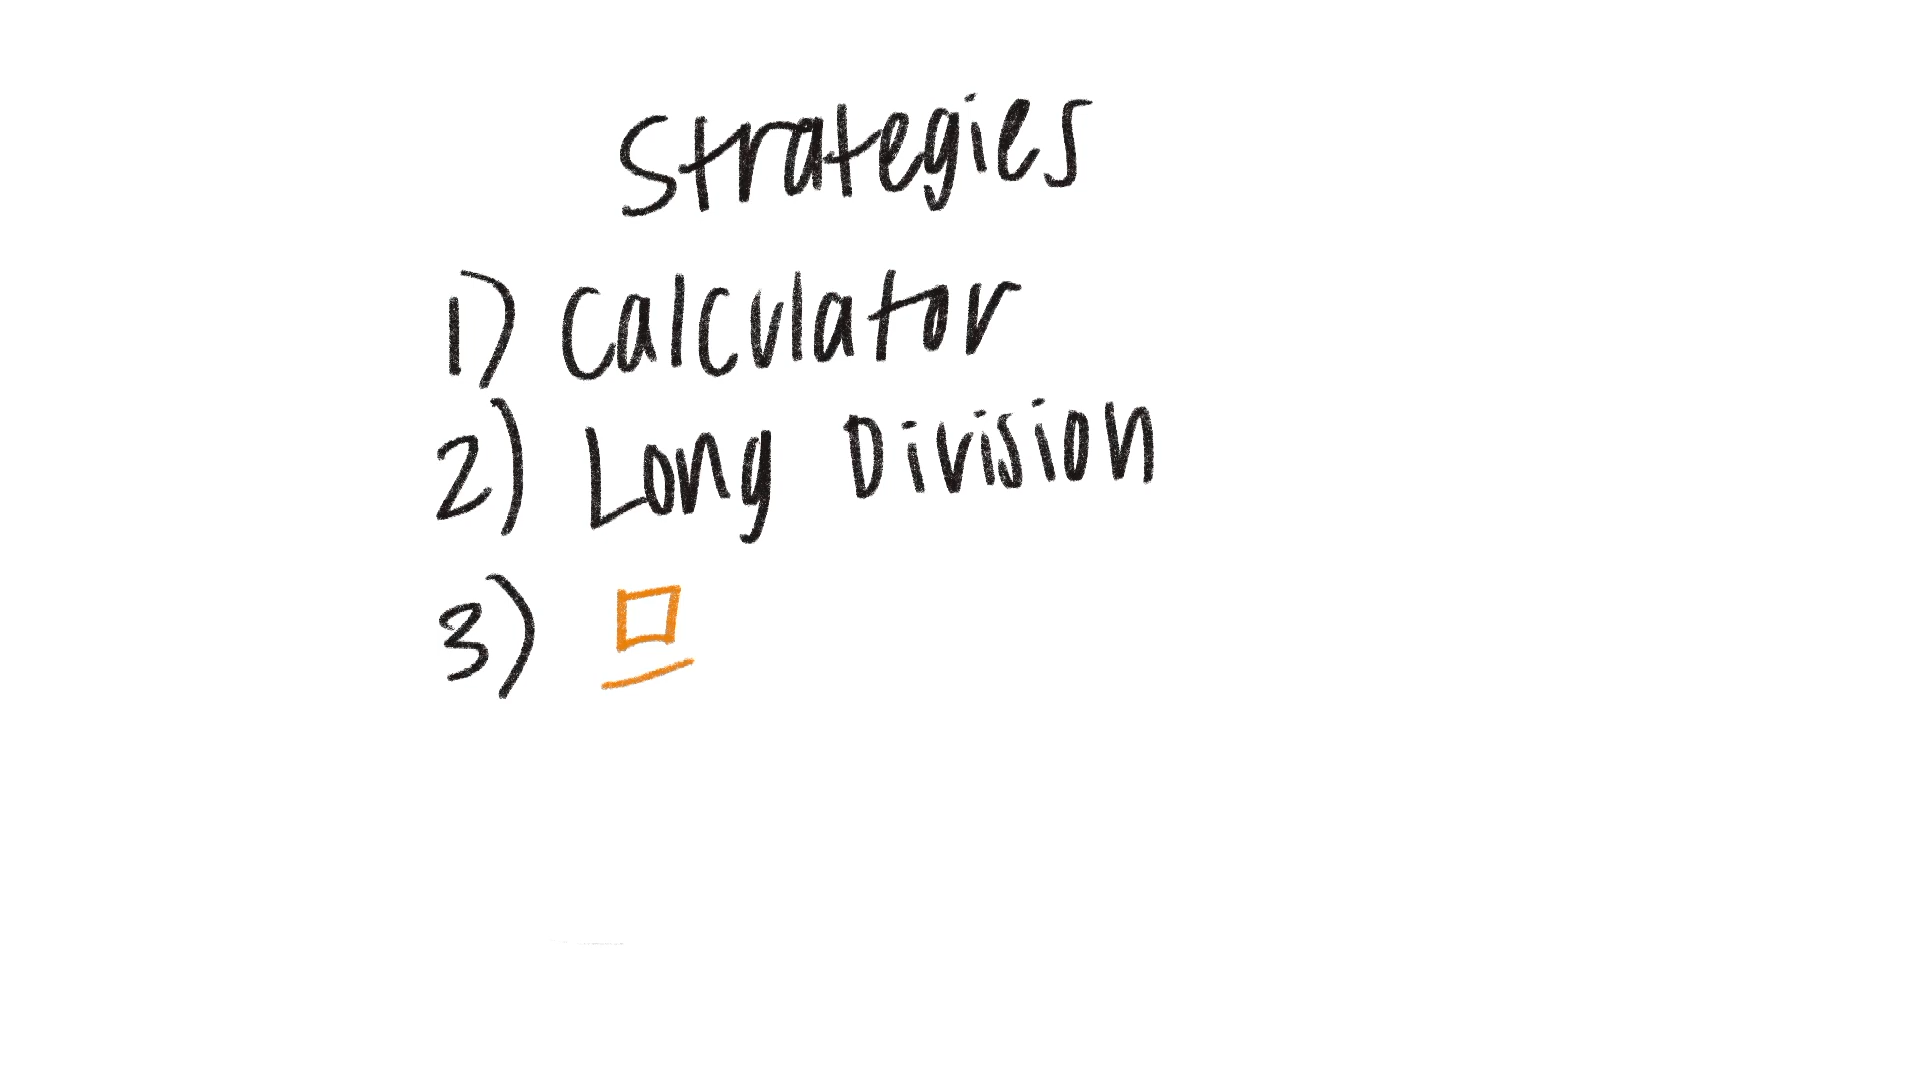 Strategies
1) Calculator
2) Long Division
3)